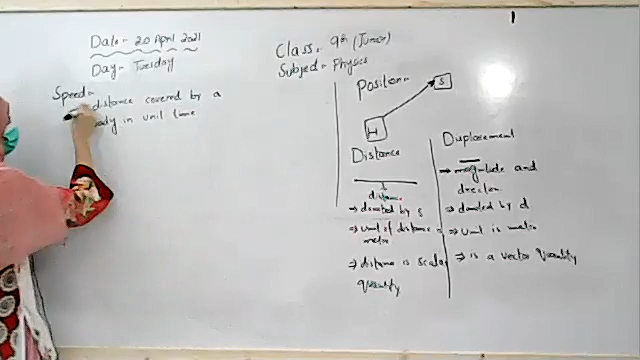 Date:- 20 April 2021
Day:- Tuesday
Class:- 9th (Junior)
Subject:- Physics
Speed:-
distance covered by a
body in unit time
Position:-
S
H
Distance
distance
⇒ denoted by s
⇒ unit of distance is
metre
⇒ distance is scalar
quantity
Displacement
→ magnitude and
direction
⇒ denoted by d
⇒ Unit is metre
⇒ is a vector quantity